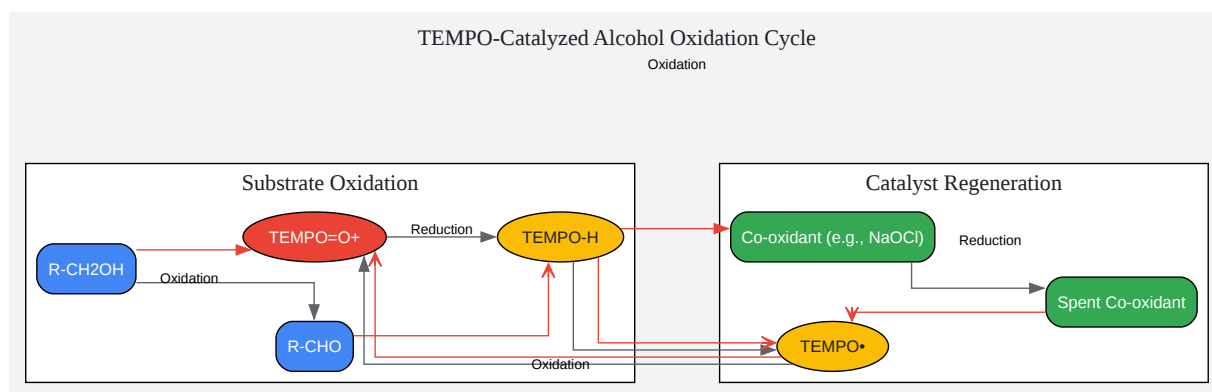 TEMPO-Catalyzed Alcohol Oxidation Cycle
Oxidation
Substrate Oxidation
Catalyst Regeneration
TEMPO=O+
Reduction
TEMPO-H
Co-oxidant (e.g., NaOCl)
Reduction
R-CH2OH
Oxidation
Spent Co-oxidant
R-CHO
TEMPO•
Oxidation